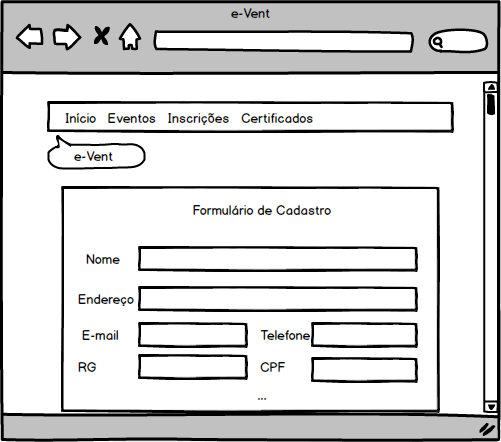 e-Vent
Início Eventos Inscrições Certificados
e-Vent
Formulário de Cadastro
Nome
Endereço
E-mail Telefone
RG CPF
...